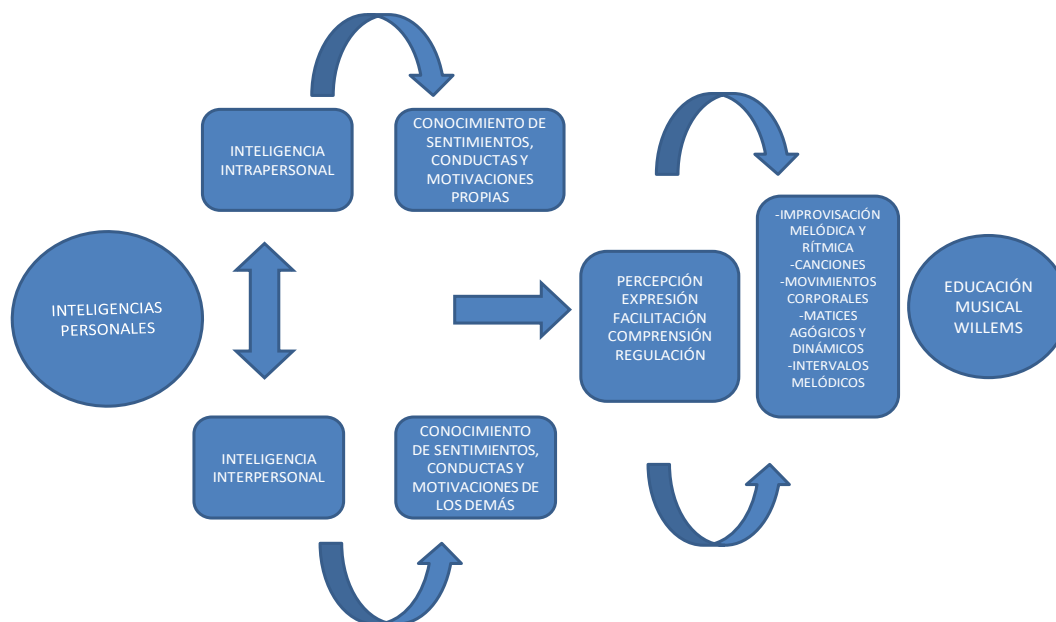 INTELIGENCIAS
PERSONALES
INTELIGENCIA
INTRAPERSONAL
CONOCIMIENTO DE
SENTIMIENTOS,
CONDUCTAS Y
MOTIVACIONES
PROPIAS
INTELIGENCIA
INTERPERSONAL
CONOCIMIENTO
DE SENTIMIENTOS,
CONDUCTAS Y
MOTIVACIONES DE
LOS DEMÁS
PERCEPCIÓN
EXPRESIÓN
FACILITACIÓN
COMPRENSIÓN
REGULACIÓN
-IMPROVISACIÓN
MELÓDICA Y
RÍTMICA
-CANCIONES
-MOVIMIENTOS
CORPORALES
-MATICES
AGÓGICOS Y
DINÁMICOS
-INTERVALOS
MELÓDICOS
EDUCACIÓN
MUSICAL
WILLEMS